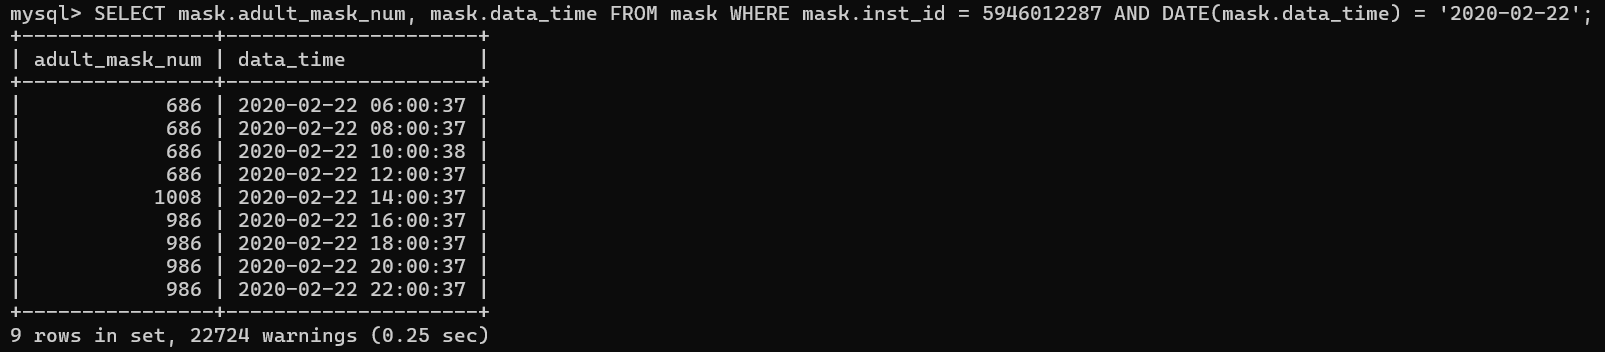 mysql> SELECT mask.adult_mask_num, mask.data_time FROM mask WHERE mask.inst_id = 5946012287 AND DATE(mask.data_time) = '2020-02-22';
+----------------+---------------------+
| adult_mask_num | data_time           |
+----------------+---------------------+
|            686 | 2020-02-22 06:00:37 |
|            686 | 2020-02-22 08:00:37 |
|            686 | 2020-02-22 10:00:38 |
|            686 | 2020-02-22 12:00:37 |
|           1008 | 2020-02-22 14:00:37 |
|            986 | 2020-02-22 16:00:37 |
|            986 | 2020-02-22 18:00:37 |
|            986 | 2020-02-22 20:00:37 |
|            986 | 2020-02-22 22:00:37 |
+----------------+---------------------+
9 rows in set, 22724 warnings (0.25 sec)